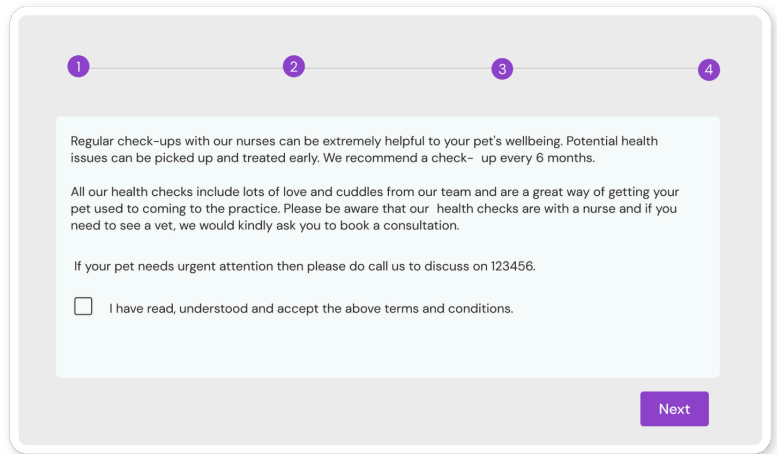 1 2 3 4
Regular check-ups with our nurses can be extremely helpful to your pet's wellbeing. Potential health
issues can be picked up and treated early. We recommend a check- up every 6 months.
All our health checks include lots of love and cuddles from our team and are a great way of getting your
pet used to coming to the practice. Please be aware that our health checks are with a nurse and if you
need to see a vet, we would kindly ask you to book a consultation.
If your pet needs urgent attention then please do call us to discuss on 123456.
I have read, understood and accept the above terms and conditions.
Next